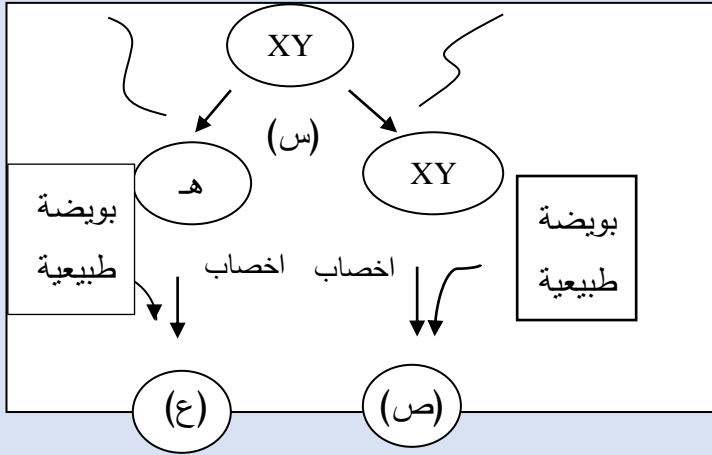 XY
(س)
هـ
XY
بويضة
طبيعية
اخصاب
اخصاب
بويضة
طبيعية
(ص)
(ع)